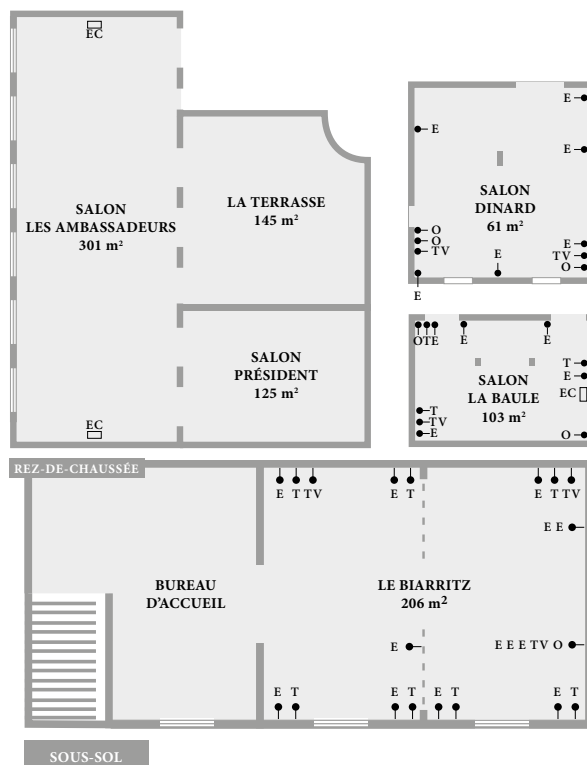 EC
SALON
LES AMBASSADEURS
301 m²
EC
LA TERRASSE
145 m²
SALON
PRÉSIDENT
125 m²
E
E
E
SALON
DINARD
61 m²
O
O
TV
E
E
TV
O
E
E
O T E
E
E
SALON
LA BAULE
103 m²
T
E
EC
T
TV
E
O
REZ-DE-CHAUSSÉE
E T TV
E T
E T TV
E E
BUREAU
D'ACCUEIL
LE BIARRITZ
206 m²
E
E E E TV O
E T
E T
E T
E T
SOUS-SOL